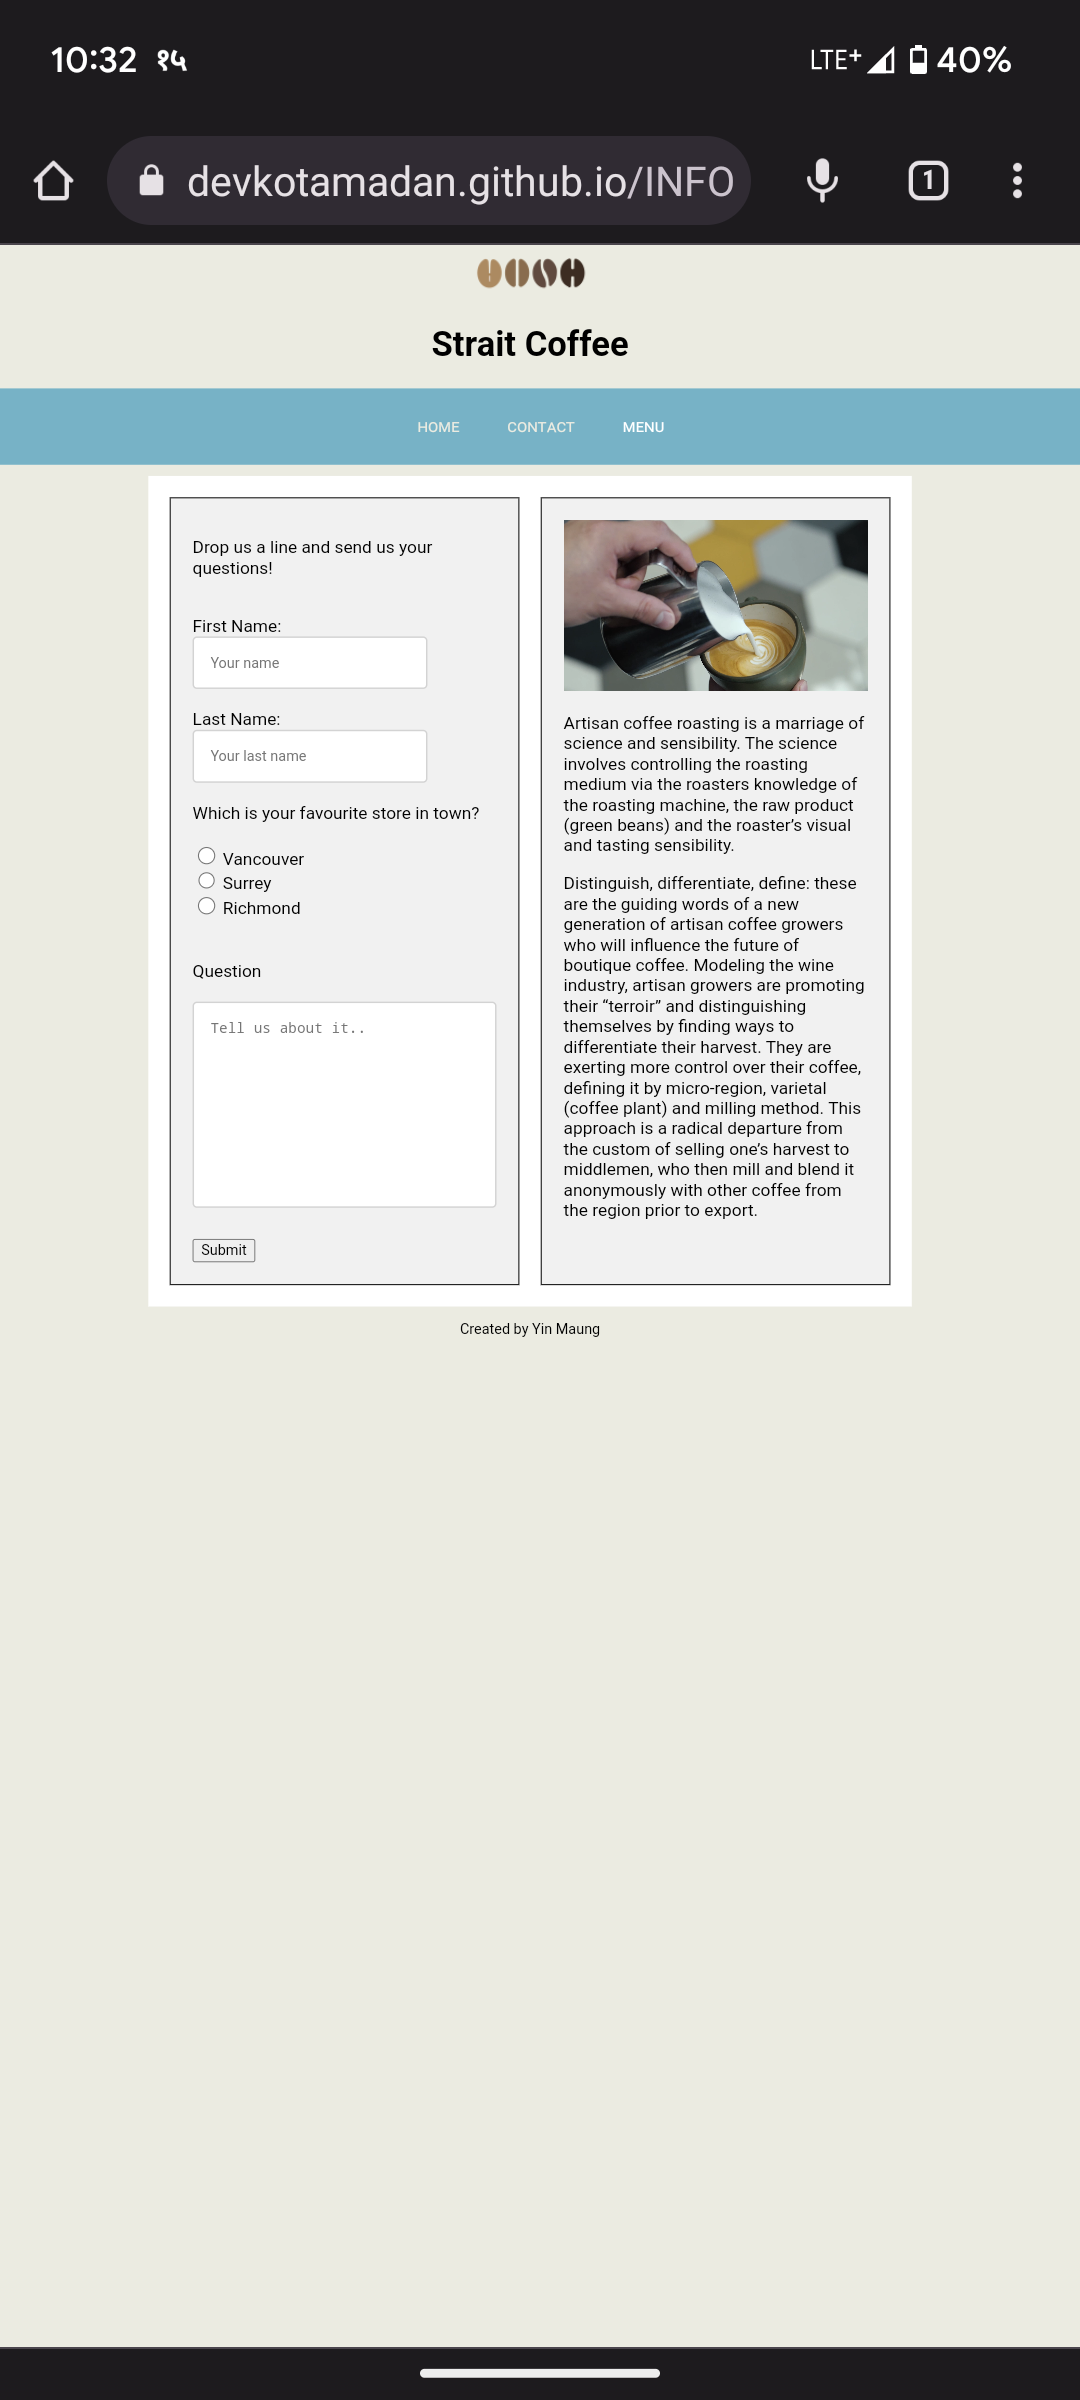 10:32 १५ LTE+ 40%
devkotamadan.github.io/INFO 1
Strait Coffee
HOME CONTACT MENU
Drop us a line and send us your
questions!
First Name:
Your name
Last Name:
Your last name
Which is your favourite store in town?
Vancouver
Surrey
Richmond
Question
Tell us about it..
Submit
Artisan coffee roasting is a marriage of
science and sensibility. The science
involves controlling the roasting
medium via the roasters knowledge of
the roasting machine, the raw product
(green beans) and the roaster’s visual
and tasting sensibility.
Distinguish, differentiate, define: these
are the guiding words of a new
generation of artisan coffee growers
who will influence the future of
boutique coffee. Modeling the wine
industry, artisan growers are promoting
their “terroir” and distinguishing
themselves by finding ways to
differentiate their harvest. They are
exerting more control over their coffee,
defining it by micro-region, varietal
(coffee plant) and milling method. This
approach is a radical departure from
the custom of selling one’s harvest to
middlemen, who then mill and blend it
anonymously with other coffee from
the region prior to export.
Created by Yin Maung